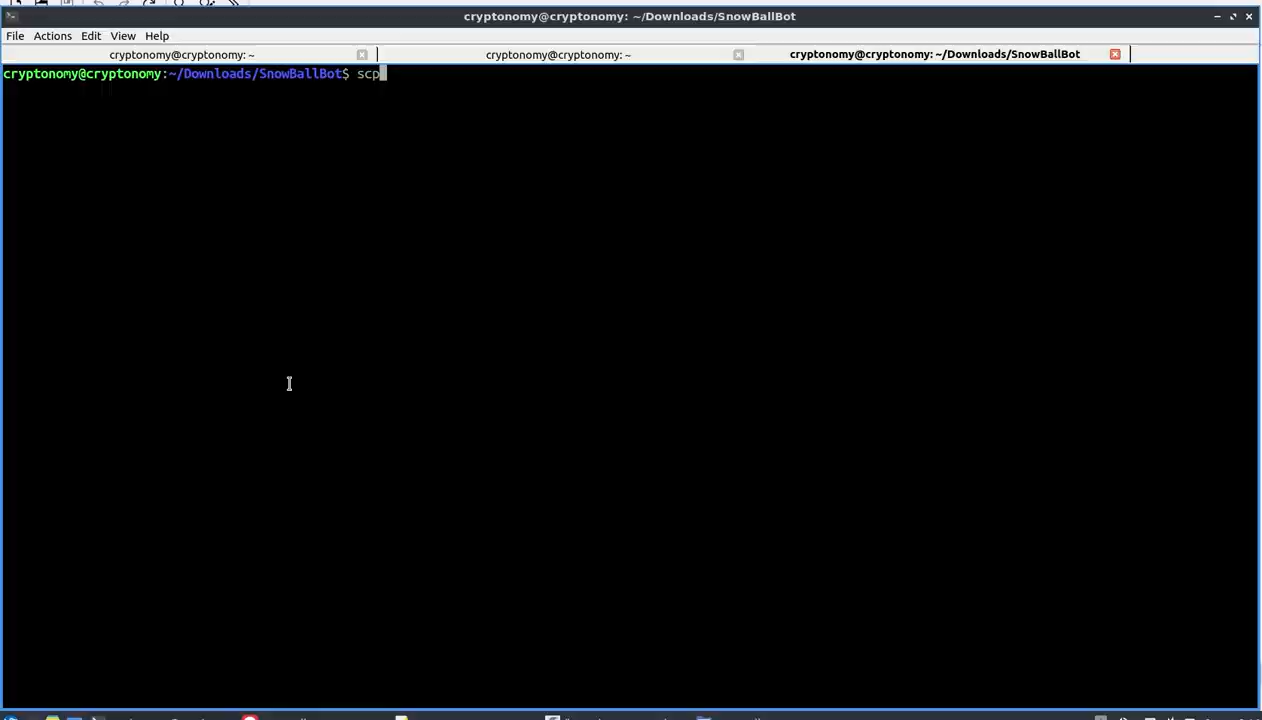 cryptonomy@cryptonomy: ~/Downloads/SnowBallBot
File Actions Edit View Help
cryptonomy@cryptonomy: ~ cryptonomy@cryptonomy: ~ cryptonomy@cryptonomy: ~/Downloads/SnowBallBot
cryptonomy@cryptonomy:~/Downloads/SnowBallBot$ scp